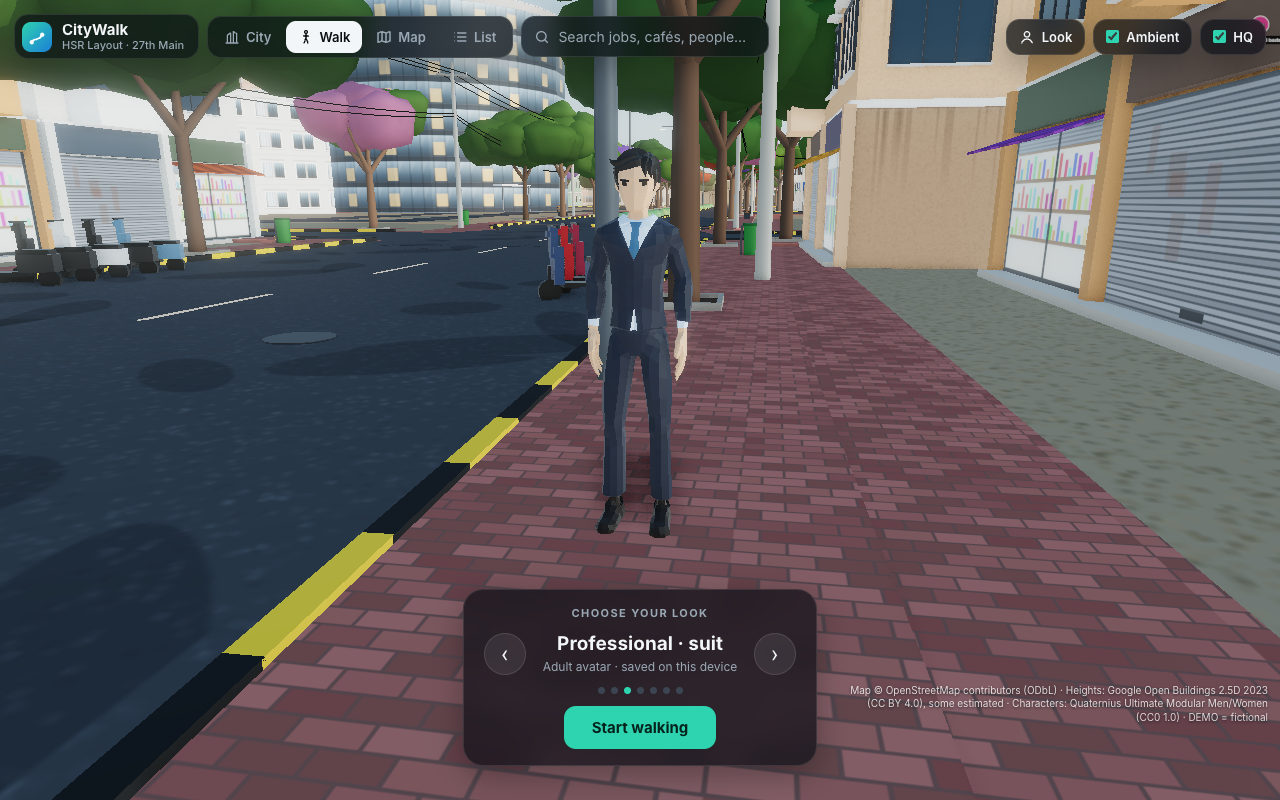 CityWalk
HSR Layout · 27th Main
City
Walk
Map
List
Search jobs, cafés, people...
Look
Ambient
HQ
CHOOSE YOUR LOOK
‹
Professional · suit
›
Adult avatar · saved on this device
Start walking
Map © OpenStreetMap contributors (ODbL) · Heights: Google Open Buildings 2.5D 2023
(CC BY 4.0), some estimated · Characters: Quaternius Ultimate Modular Men/Women
(CC0 1.0) · DEMO = fictional